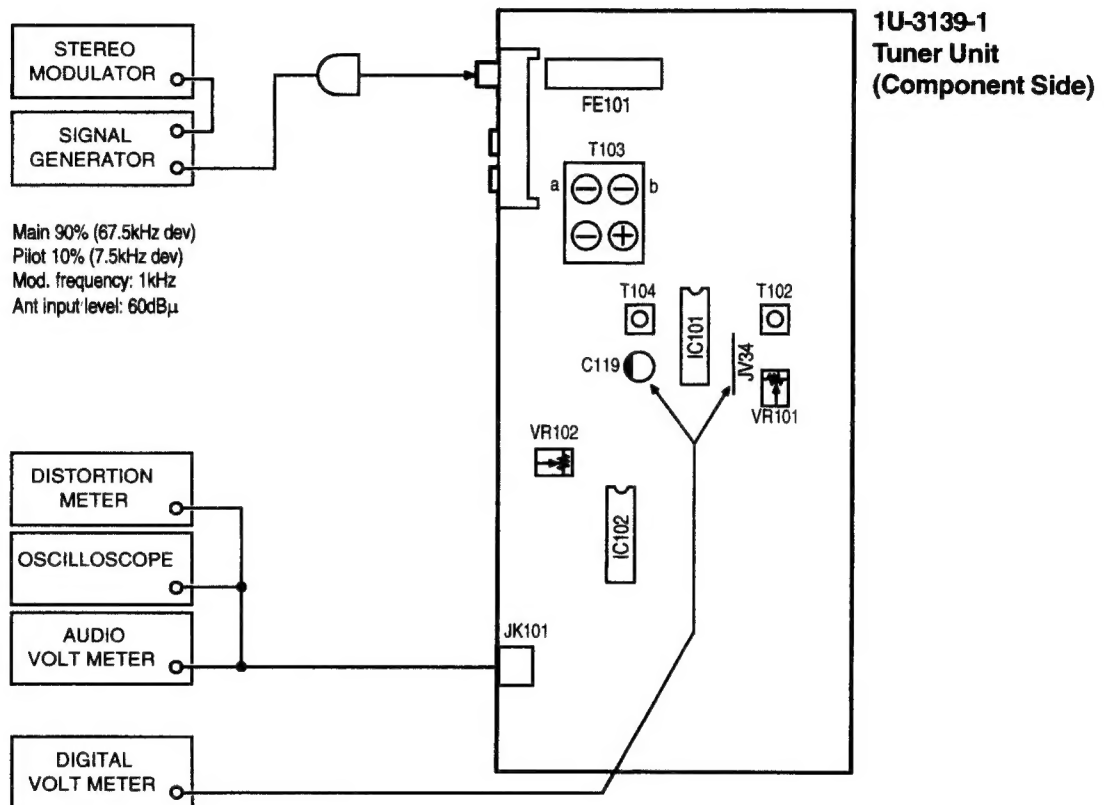 1U-3139-1
Tuner Unit
(Component Side)
STEREO
MODULATOR
SIGNAL
GENERATOR
Main 90% (67.5kHz dev)
Pilot 10% (7.5kHz dev)
Mod. frequency: 1kHz
Ant input level: 60dBμ
FE101
T103
a
b
T104
IC101
T102
C119
JV34
VR101
VR102
IC102
DISTORTION
METER
OSCILLOSCOPE
AUDIO
VOLT METER
JK101
DIGITAL
VOLT METER